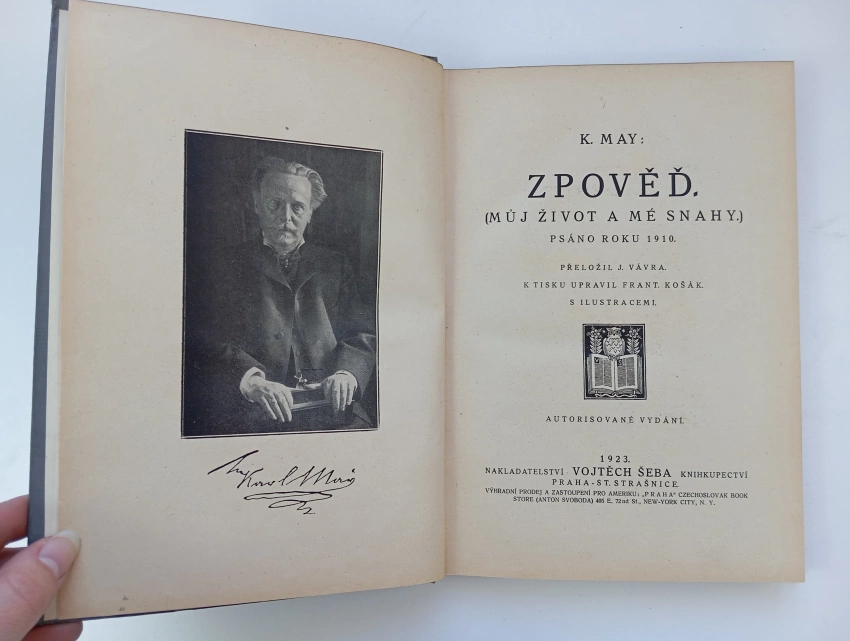 Karl May
K. MAY:
ZPOVĚĎ.
(MŮJ ŽIVOT A MÉ SNAHY.)
PSÁNO ROKU 1910.
PŘELOŽIL J. VÁVRA.
K TISKU UPRAVIL FRANT. KOŠÁK.
S ILUSTRACEMI.
AUTORISOVANÉ VYDÁNÍ.
1923.
NAKLADATELSTVÍ VOJTĚCH ŠEBA KNIHKUPECTVÍ
PRAHA - ST. STRAŠNICE.
VÝHRADNÍ PRODEJ A ZASTOUPENÍ PRO AMERIKU: „PRAHA" CZECHOSLOVAK BOOK
STORE (ANTON SVOBODA) 405 E. 72nd St., NEW-YORK CITY, N. Y.